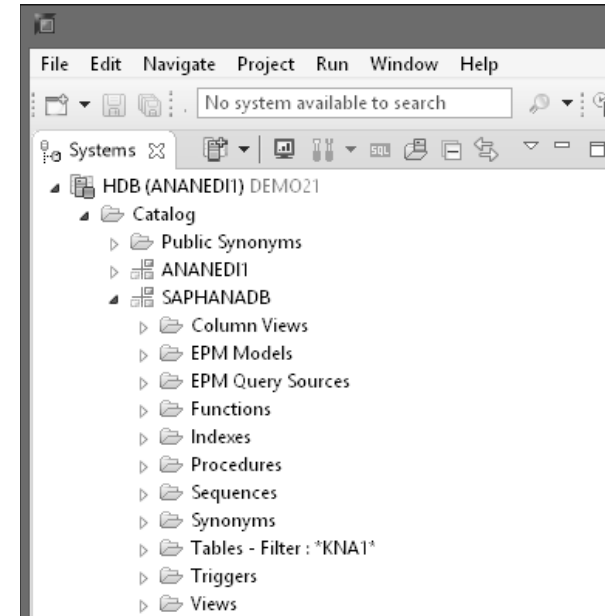 File Edit Navigate Project Run Window Help
No system available to search
Systems SQL
HDB (ANANEDI1) DEMO21
Catalog
Public Synonyms
ANANEDI1
SAPHANADB
Column Views
EPM Models
EPM Query Sources
Functions
Indexes
Procedures
Sequences
Synonyms
Tables - Filter : *KNA1*
Triggers
Views